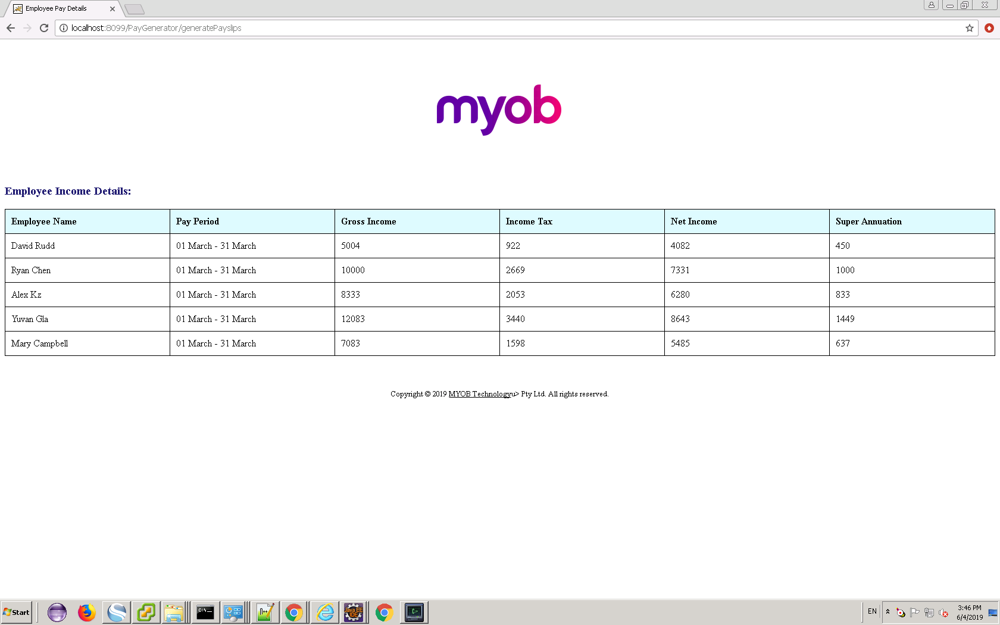 Employee Pay Details
localhost:8099/PayGenerator/generatePayslips
myob
Employee Income Details:
Employee Name Pay Period Gross Income Income Tax Net Income Super Annuation
David Rudd 01 March - 31 March 5004 922 4082 450
Ryan Chen 01 March - 31 March 10000 2669 7331 1000
Alex Kz 01 March - 31 March 8333 2053 6280 833
Yuvan Gla 01 March - 31 March 12083 3440 8643 1449
Mary Campbell 01 March - 31 March 7083 1598 5485 637
Copyright © 2019 MYOB Technologyu> Pty Ltd. All rights reserved.
Start
C:\_
N++
Java EE
IDE
EN
3:46 PM
6/4/2019